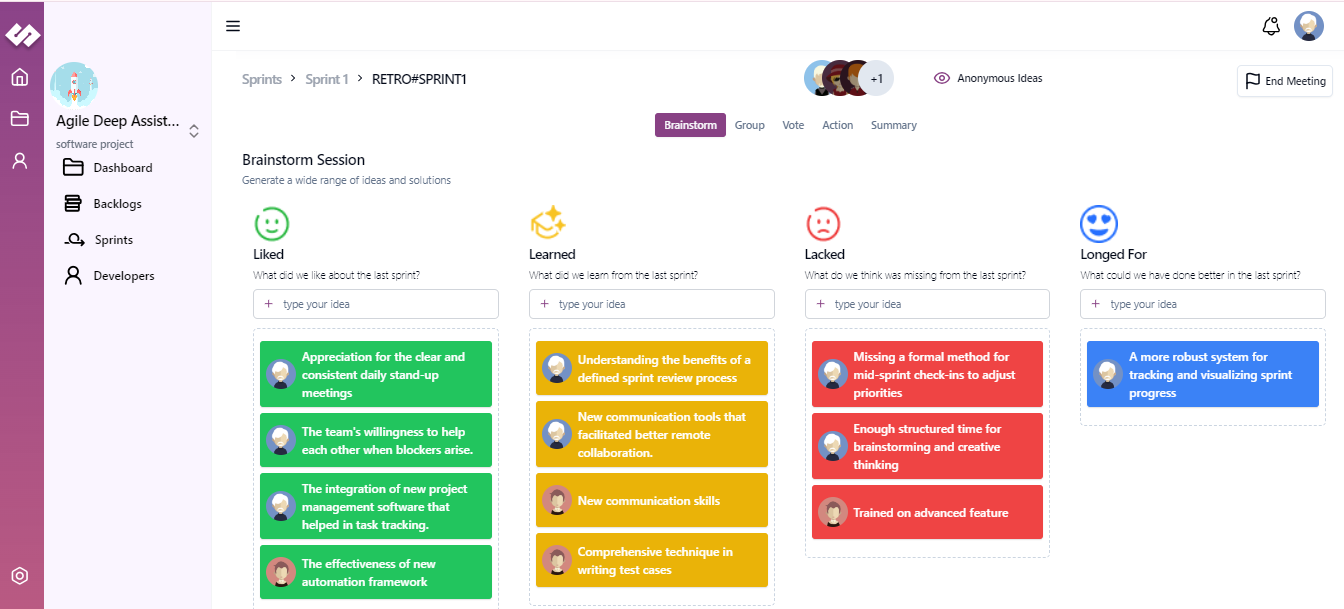 Agile Deep Assist...
software project
Dashboard
Backlogs
Sprints
Developers
Sprints > Sprint 1 > RETRO#SPRINT1
+1
Anonymous Ideas
End Meeting
Brainstorm Group Vote Action Summary
Brainstorm Session
Generate a wide range of ideas and solutions
Liked
What did we like about the last sprint?
+ type your idea
Appreciation for the clear and
consistent daily stand-up
meetings
The team's willingness to help
each other when blockers arise.
The integration of new project
management software that
helped in task tracking.
The effectiveness of new
automation framework
Learned
What did we learn from the last sprint?
+ type your idea
Understanding the benefits of a
defined sprint review process
New communication tools that
facilitated better remote
collaboration.
New communication skills
Comprehensive technique in
writing test cases
Lacked
What do we think was missing from the last sprint?
+ type your idea
Missing a formal method for
mid-sprint check-ins to adjust
priorities
Enough structured time for
brainstorming and creative
thinking
Trained on advanced feature
Longed For
What could we have done better in the last sprint?
+ type your idea
A more robust system for
tracking and visualizing sprint
progress